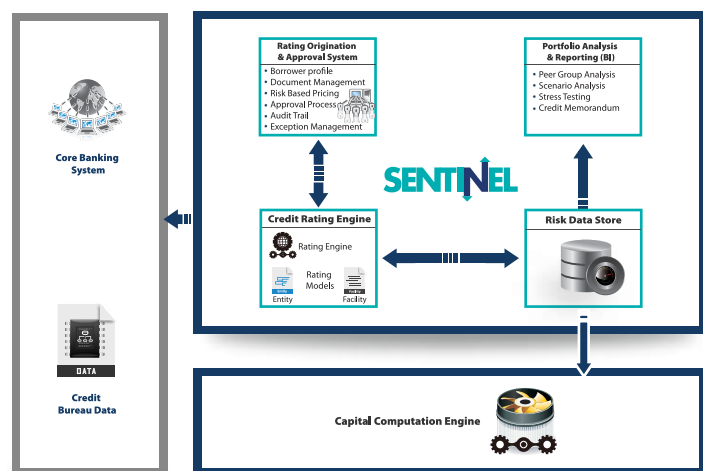 Core Banking
System
DATA
Credit
Bureau Data
Rating Origination
& Approval System
• Borrower profile
• Document Management
• Risk Based Pricing
• Approval Process
• Audit Trail
• Exception Management
Portfolio Analysis
& Reporting (BI)
• Peer Group Analysis
• Scenario Analysis
• Stress Testing
• Credit Memorandum
SENTINEL
Credit Rating Engine
Rating Engine
Rating
Models
Entity
Entity
Facility
Facility
Risk Data Store
Capital Computation Engine